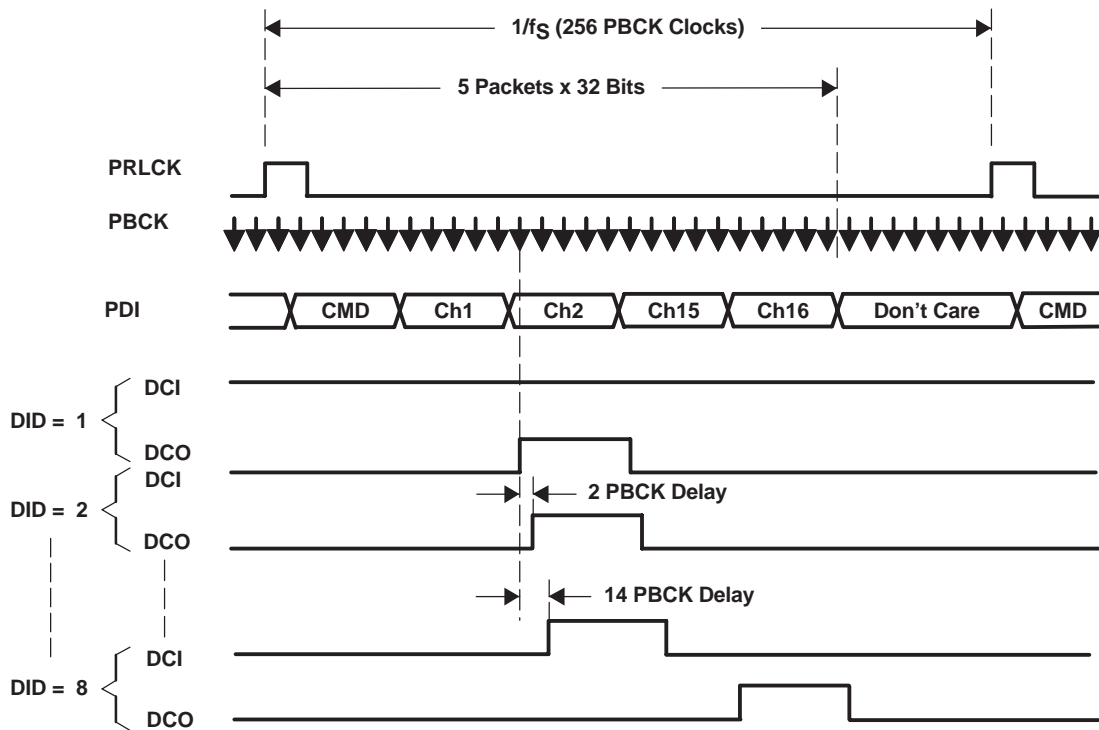 1/fS (256 PBCK Clocks)
5 Packets x 32 Bits
PRLCK
PBCK
PDI
CMD
Ch1
Ch2
Ch15
Ch16
Don't Care
CMD
DCI
DID = 1
DCO
DCI
2 PBCK Delay
DID = 2
DCO
14 PBCK Delay
DCI
DID = 8
DCO